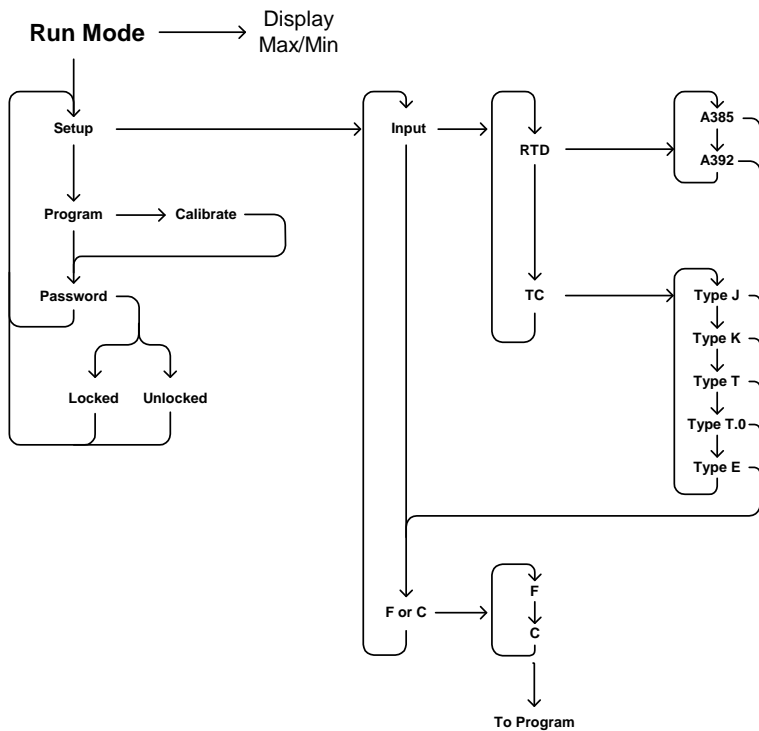 Run Mode
Display
Max/Min
Setup
Input
RTD
A385
A392
Program
Calibrate
Password
TC
Type J
Type K
Type T
Type T.0
Type E
Locked
Unlocked
F or C
F
C
To Program